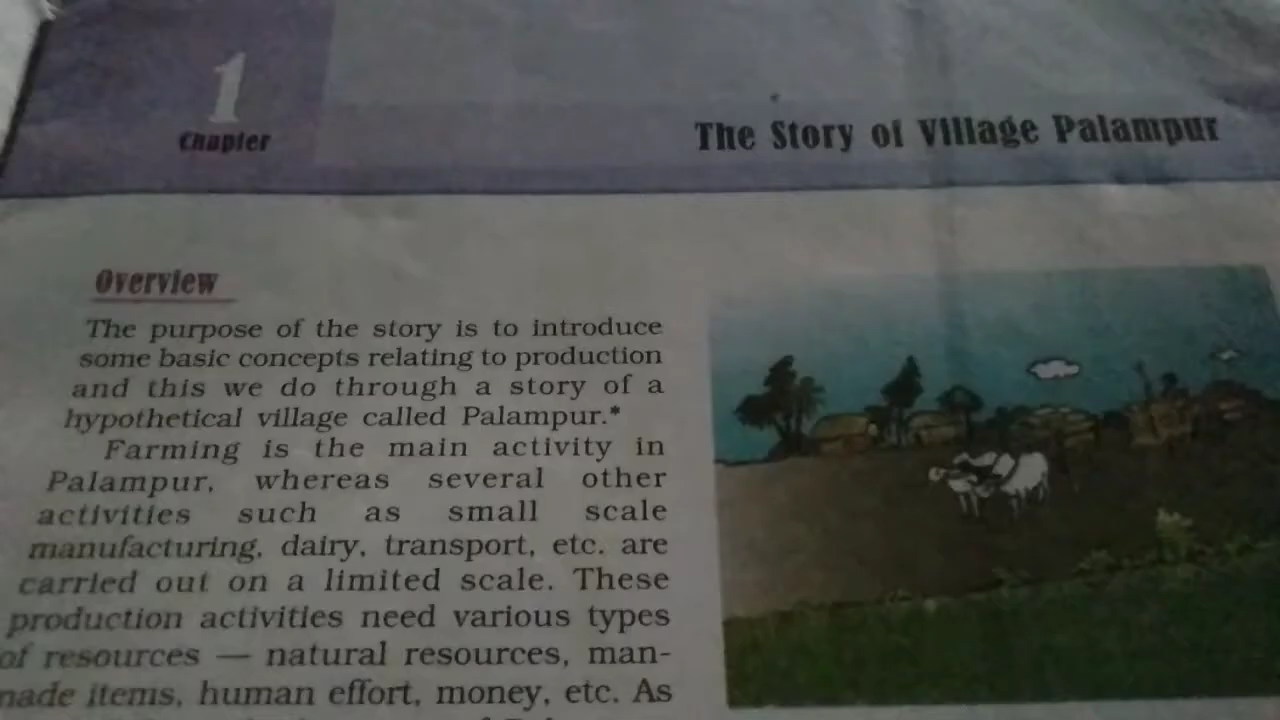 1
Chapter
The Story of Village Palampur
Overview
The purpose of the story is to introduce
some basic concepts relating to production
and this we do through a story of a
hypothetical village called Palampur.*
Farming is the main activity in
Palampur, whereas several other
activities such as small scale
manufacturing, dairy, transport, etc. are
carried out on a limited scale. These
production activities need various types
of resources — natural resources, man-
made items, human effort, money, etc. As